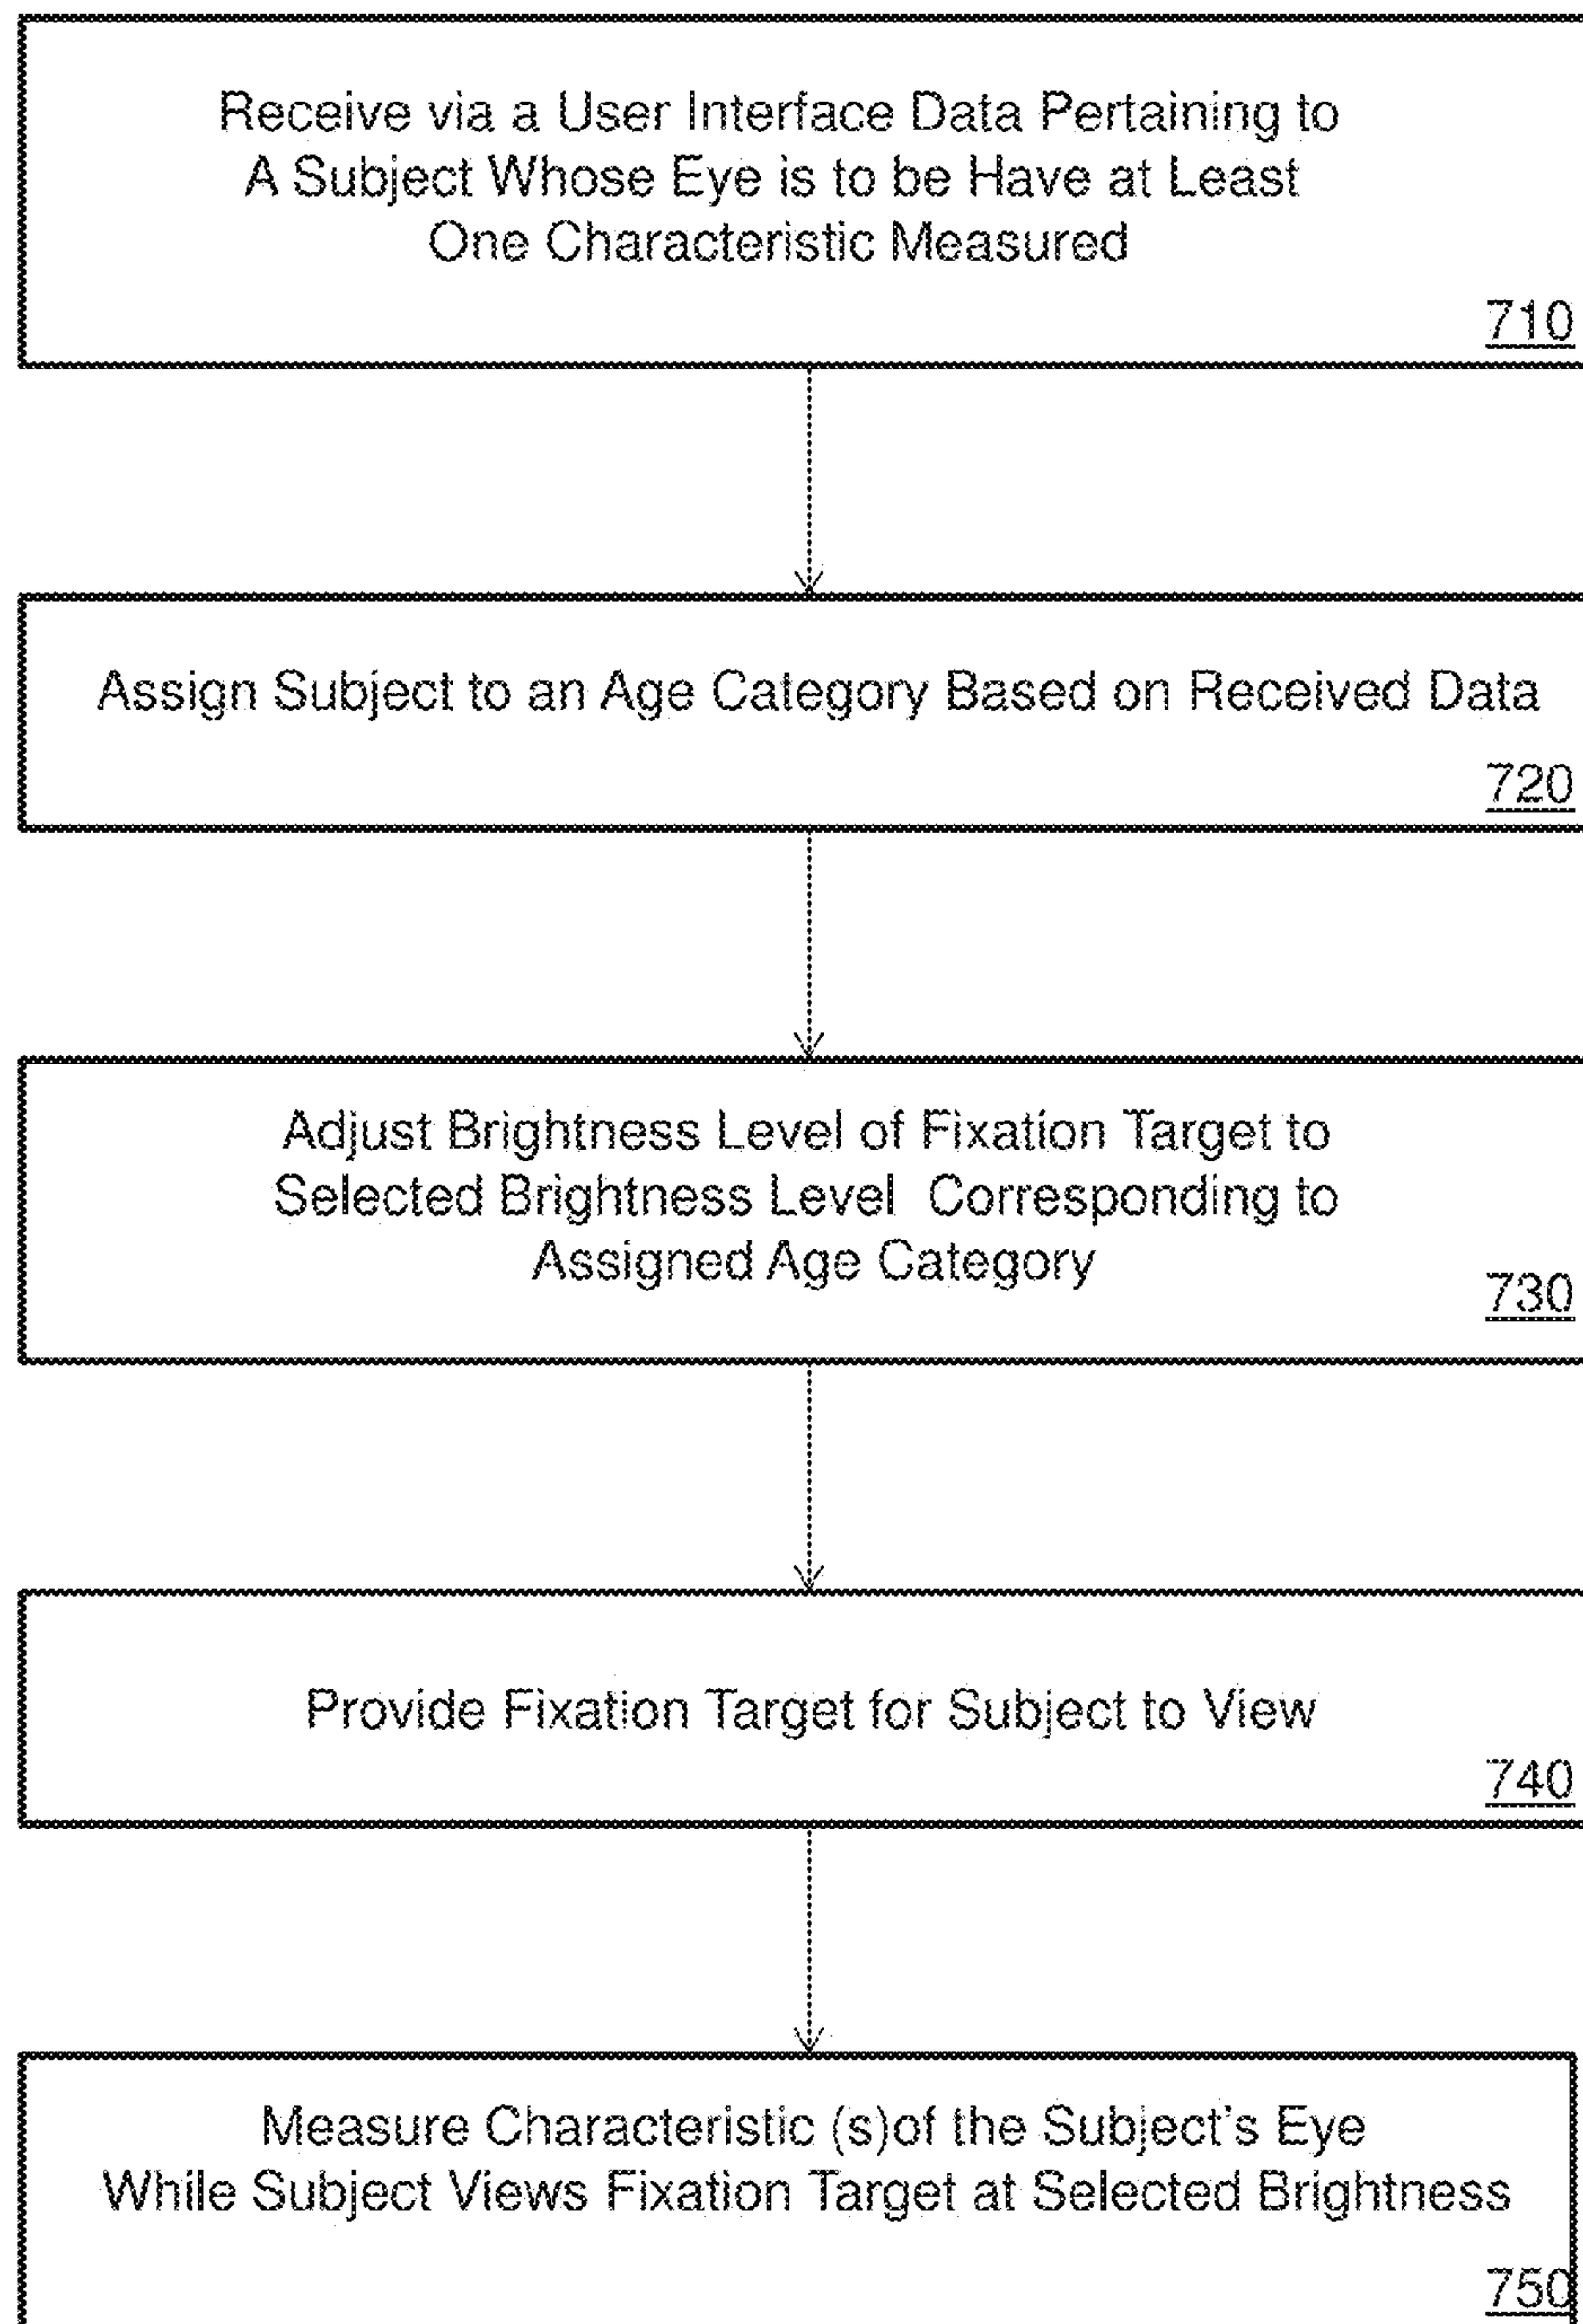 Receive via a User Interface Data Pertaining to
A Subject Whose Eye is to be Have at Least
One Characteristic Measured
710
Assign Subject to an Age Category Based on Received Data
720
Adjust Brightness Level of Fixation Target to
Selected Brightness Level  Corresponding to
Assigned Age Category
730
Provide Fixation Target for Subject to View
740
Measure Characteristic (s)of the Subject's Eye
While Subject Views Fixation Target at Selected Brightness
750